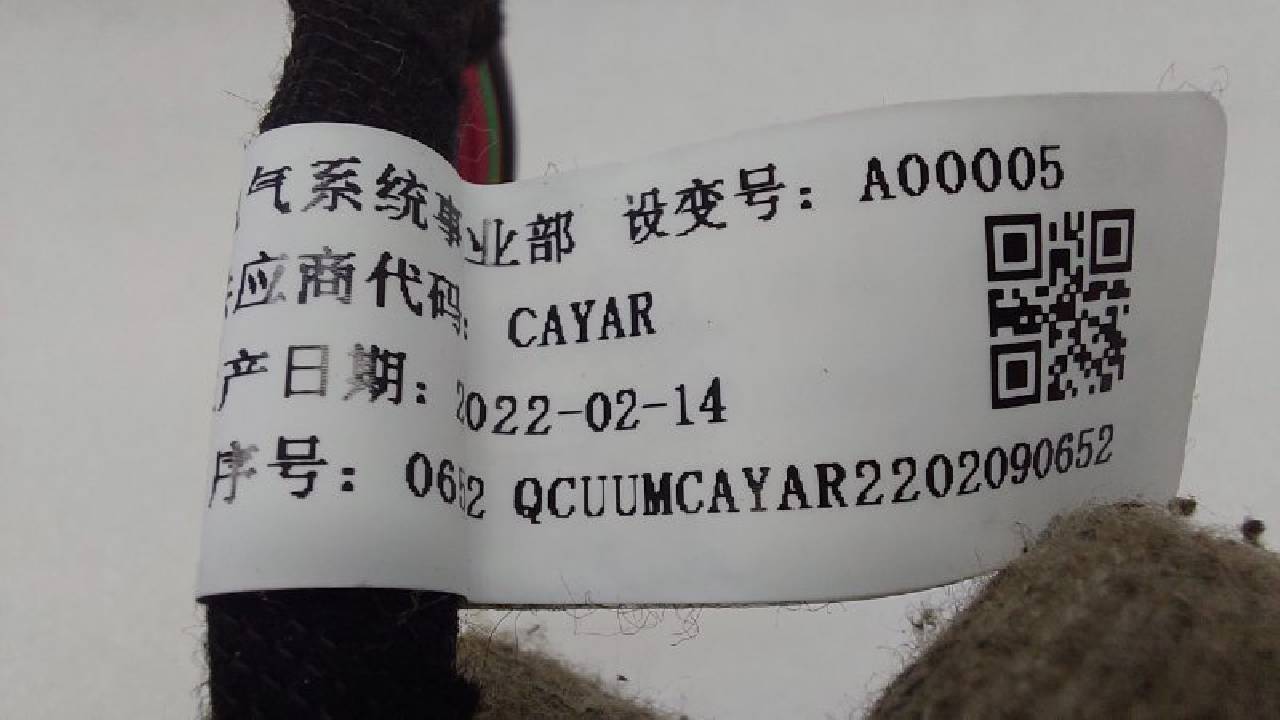 气系统事业部 设变号：A00005
应商代码：CAYAR
产日期：2022-02-14
序号：0652 QCUUMCAYAR2202090652